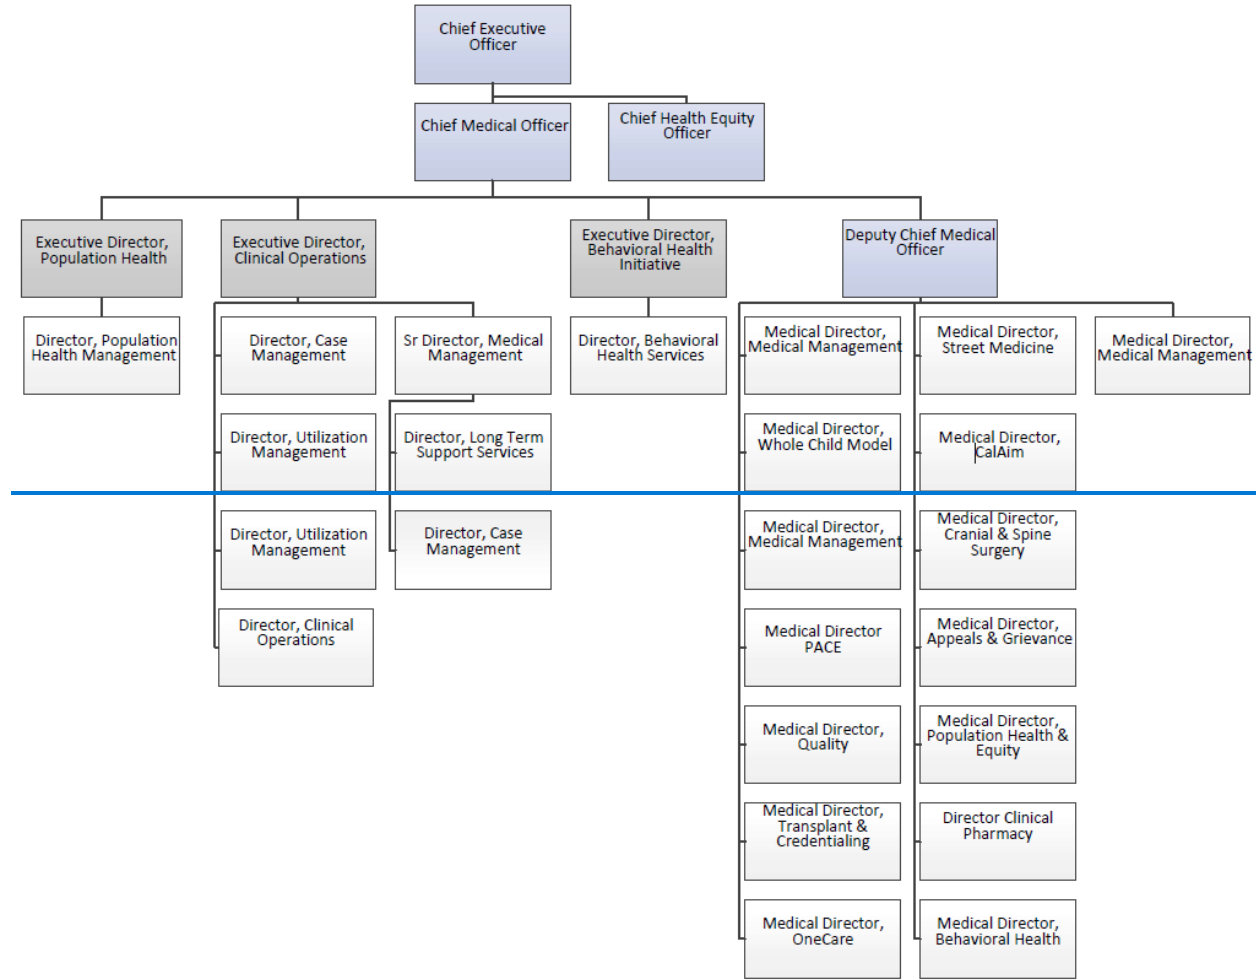 Chief Executive
Officer
Chief Medical Officer
Chief Health Equity
Officer
Executive Director,
Population Health
Executive Director,
Clinical Operations
Executive Director,
Behavioral Health
Initiative
Deputy Chief Medical
Officer
Director, Population
Health Management
Director, Case
Management
Sr Director, Medical
Management
Director, Behavioral
Health Services
Medical Director,
Medical Management
Medical Director,
Street Medicine
Medical Director,
Medical Management
Director, Utilization
Management
Director, Long Term
Support Services
Medical Director,
Whole Child Model
Medical Director,
CalAim
Director, Utilization
Management
Director, Case
Management
Medical Director,
Medical Management
Medical Director,
Cranial & Spine
Surgery
Director, Clinical
Operations
Medical Director
PACE
Medical Director,
Appeals & Grievance
Medical Director,
Quality
Medical Director,
Population Health &
Equity
Medical Director,
Transplant &
Credentialing
Director Clinical
Pharmacy
Medical Director,
OneCare
Medical Director,
Behavioral Health